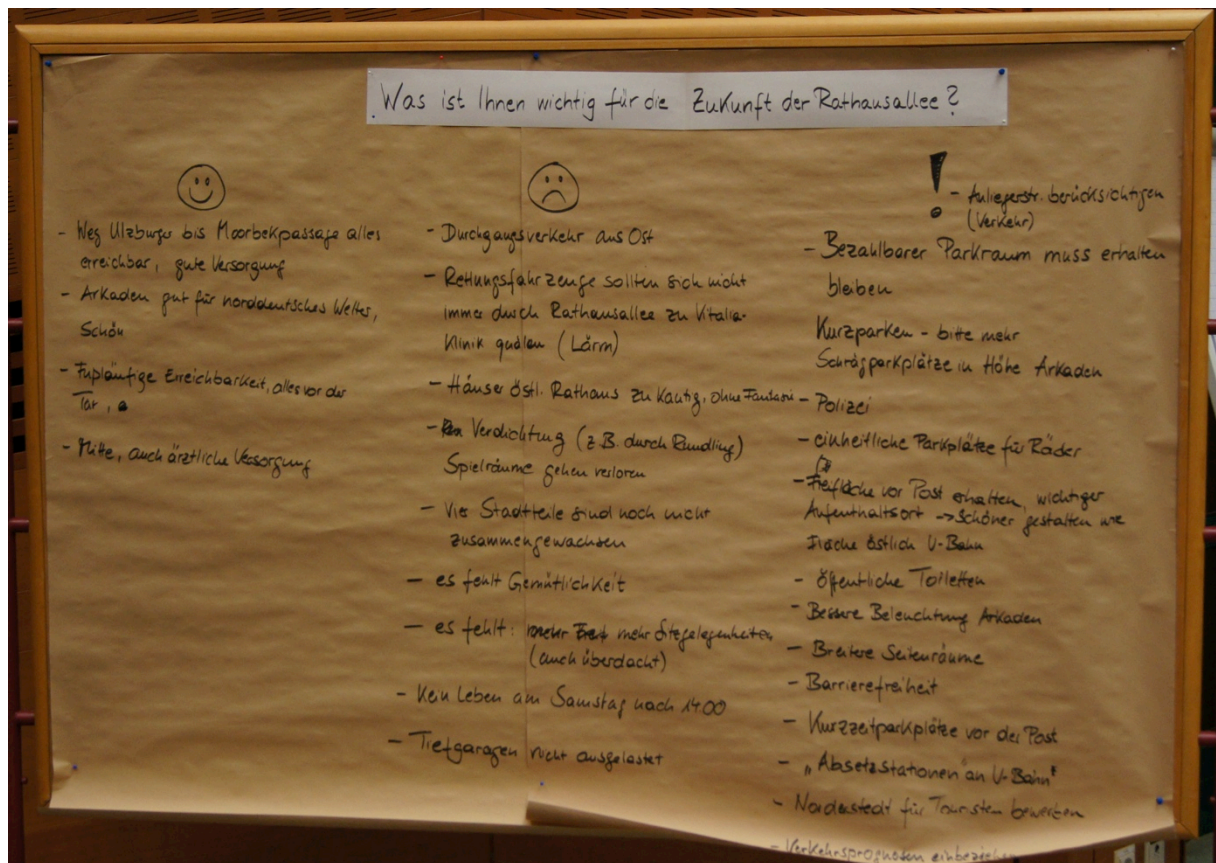 Was ist Ihnen wichtig für die Zukunft der Rathausallee?
- Weg Ulzburger bis Moorbekpassage alles
erreichbar, gute Versorgung
- Arkaden gut für norddeutsches Wetter,
Schön
- Fußläufige Erreichbarkeit, alles vor der
Tür,
- Mitte, auch ärztliche Versorgung
- Durchgangsverkehr aus Ost
- Rettungsfahrzeuge sollten sich nicht
immer durch Rathausallee zu Vitalia-
Klinik quälen (Lärm)
- Häuser östl. Rathaus zu kantig, ohne Fantasie
- Verdichtung (z.B. durch Rundling)
Spielräume gehen verloren
- Vier Stadtteile sind noch nicht
zusammengewachsen
- es fehlt Gemütlichkeit
- es fehlt: mehr Sitzgelegenheiten
(auch überdacht)
- Kein Leben am Samstag nach 14.00
- Tiefgaragen nicht ausgelastet
! - Anliegerstr. berücksichtigen
(Verkehr)
- Bezahlbarer Parkraum muss erhalten
bleiben
Kurzparken - bitte mehr
Schrägparkplätze in Höhe Arkaden
- Polizei
- einheitliche Parkplätze für Räder
- Freifläche vor Post erhalten, wichtiger
Aufenthaltsort -> Schöner gestalten wie
Fläche östlich U-Bahn
- öffentliche Toiletten
- Bessere Beleuchtung Arkaden
- Breitere Seitenräume
- Barrierefreiheit
- Kurzzeitparkplätze vor der Post
- „Absetzstationen an U-Bahn"
- Norderstedt für Touristen bewerben
- Verkehrsprognosen einbeziehen